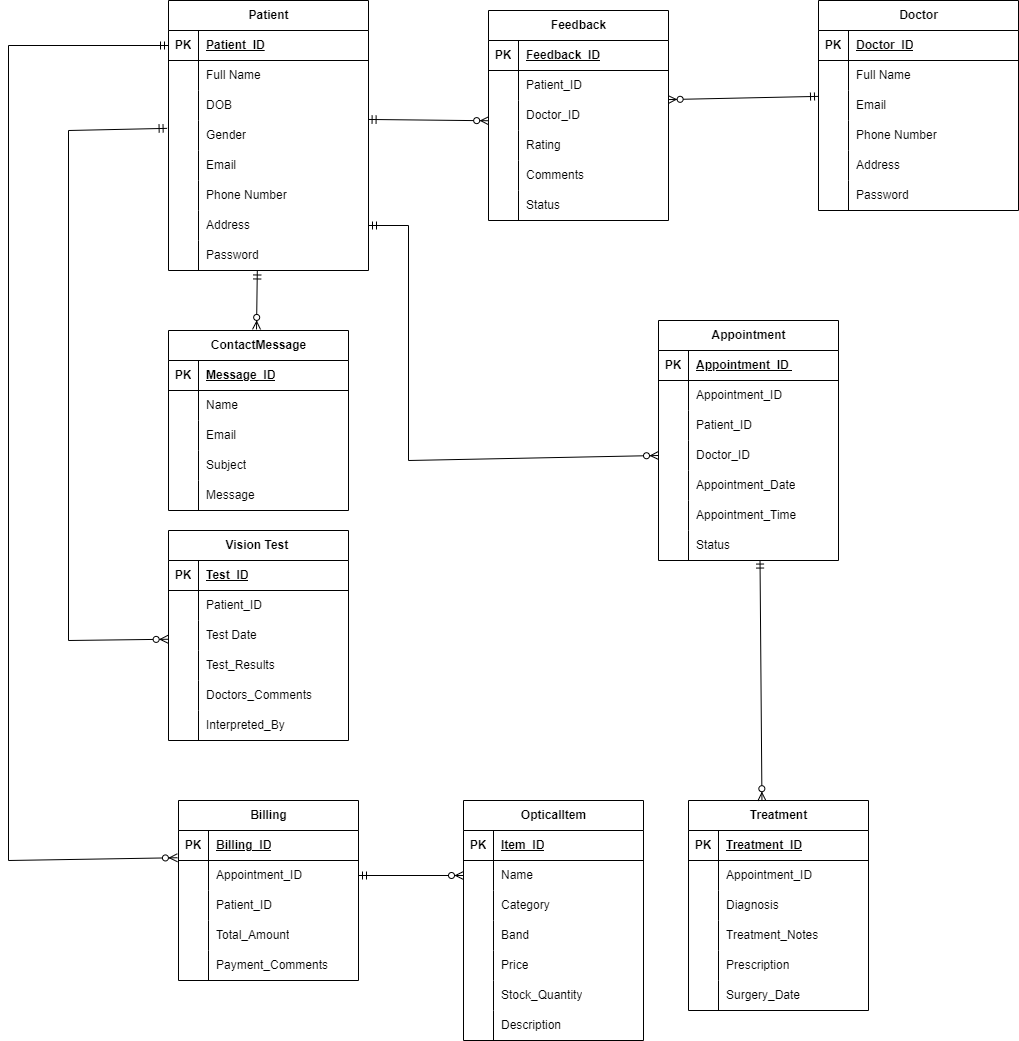 Patient
PK Patient_ID
Full Name
DOB
Gender
Email
Phone Number
Address
Password
Feedback
PK Feedback_ID
Patient_ID
Doctor_ID
Rating
Comments
Status
Doctor
PK Doctor_ID
Full Name
Email
Phone Number
Address
Password
ContactMessage
PK Message_ID
Name
Email
Subject
Message
Appointment
PK Appointment_ID
Appointment_ID
Patient_ID
Doctor_ID
Appointment_Date
Appointment_Time
Status
Vision Test
PK Test_ID
Patient_ID
Test Date
Test_Results
Doctors_Comments
Interpreted_By
Billing
PK Billing_ID
Appointment_ID
Patient_ID
Total_Amount
Payment_Comments
OpticalItem
PK Item_ID
Name
Category
Band
Price
Stock_Quantity
Description
Treatment
PK Treatment_ID
Appointment_ID
Diagnosis
Treatment_Notes
Prescription
Surgery_Date